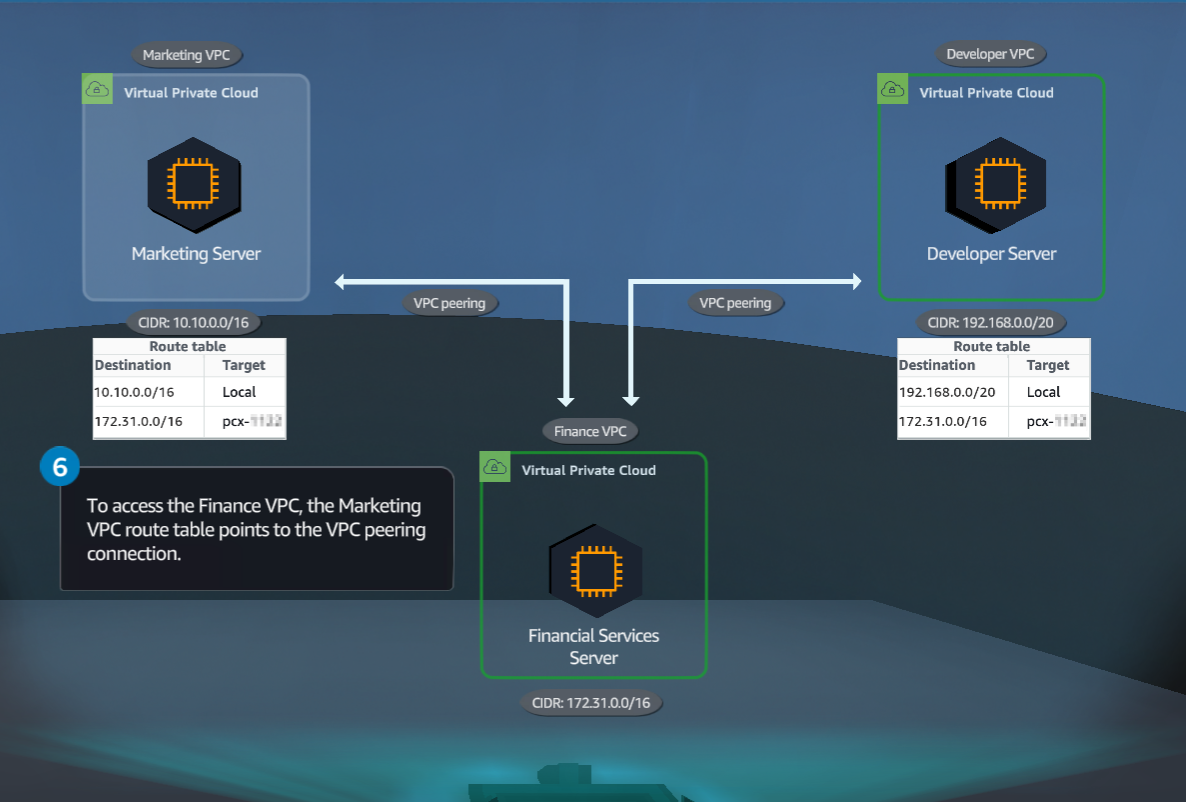 Marketing VPC
Virtual Private Cloud
Marketing Server
CIDR: 10.10.0.0/16
Route table
Destination Target
10.10.0.0/16 Local
172.31.0.0/16 pcx-
Developer VPC
Virtual Private Cloud
Developer Server
CIDR: 192.168.0.0/20
Route table
Destination Target
192.168.0.0/20 Local
172.31.0.0/16 pcx-
VPC peering
VPC peering
6
To access the Finance VPC, the Marketing
VPC route table points to the VPC peering
connection.
Finance VPC
Virtual Private Cloud
Financial Services
Server
CIDR: 172.31.0.0/16